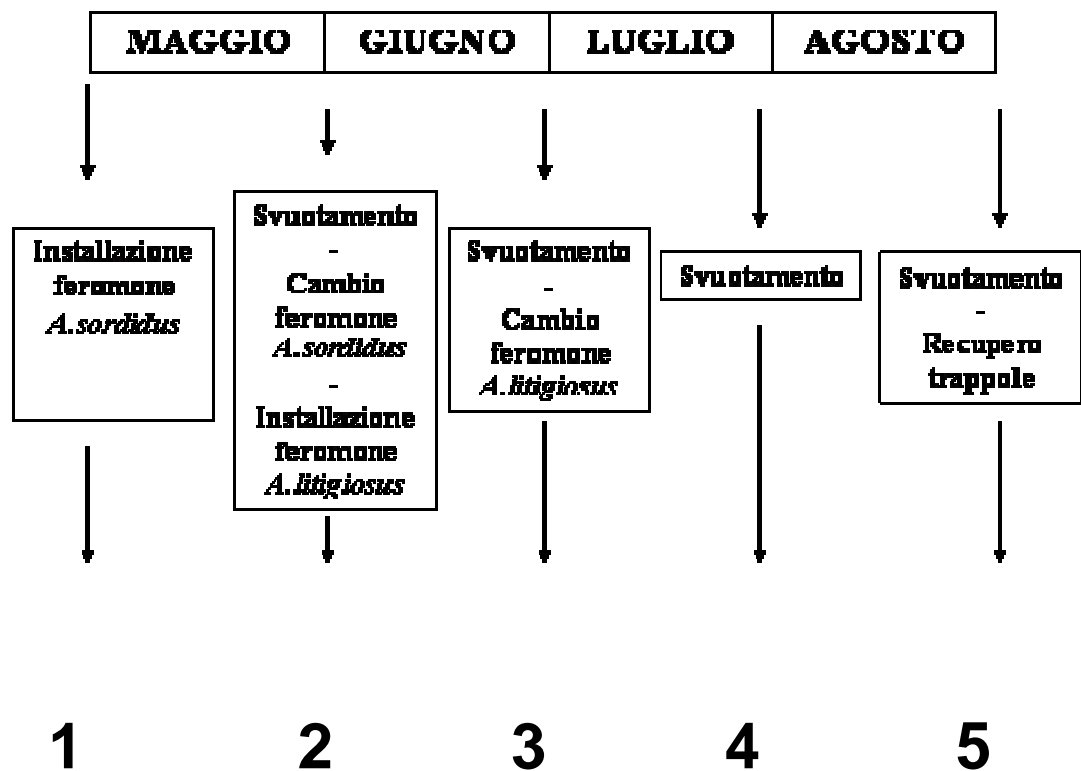 MAGGIO GIUGNO LUGLIO AGOSTO
Installazione
feromone
A.sordidus
Svuotamento
-
Cambio
feromone
A.sordidus
-
Installazione
feromone
A.litigiosus
Svuotamento
-
Cambio
feromone
A.litigiosus
Svuotamento
Svuotamento
-
Recupero
trappole
1 2 3 4 5